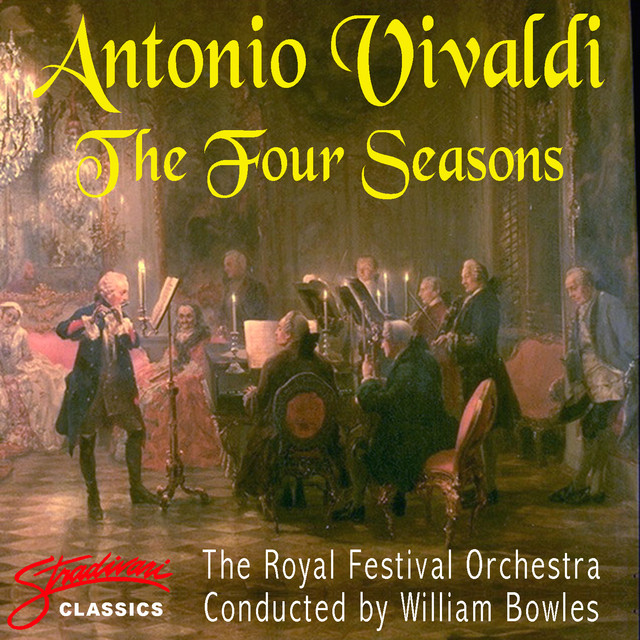 Antonio Vivaldi
The Four Seasons
Stradivari
CLASSICS
The Royal Festival Orchestra
Conducted by William Bowles